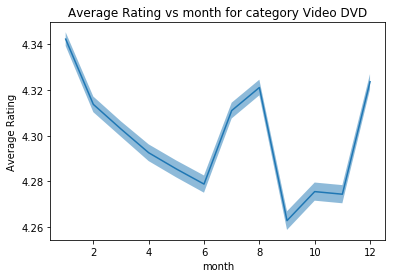 Average Rating vs month for category Video DVD
Average Rating
4.34
4.32
4.30
4.28
4.26
2 4 6 8 10 12
month